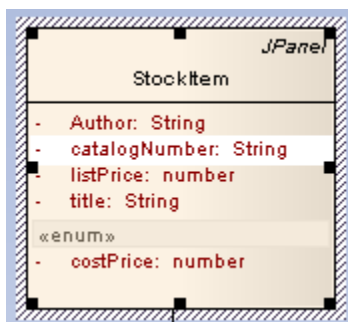 JPanel
StockItem
- Author: String
- catalogNumber: String
- listPrice: number
- title: String
«enum»
- costPrice: number